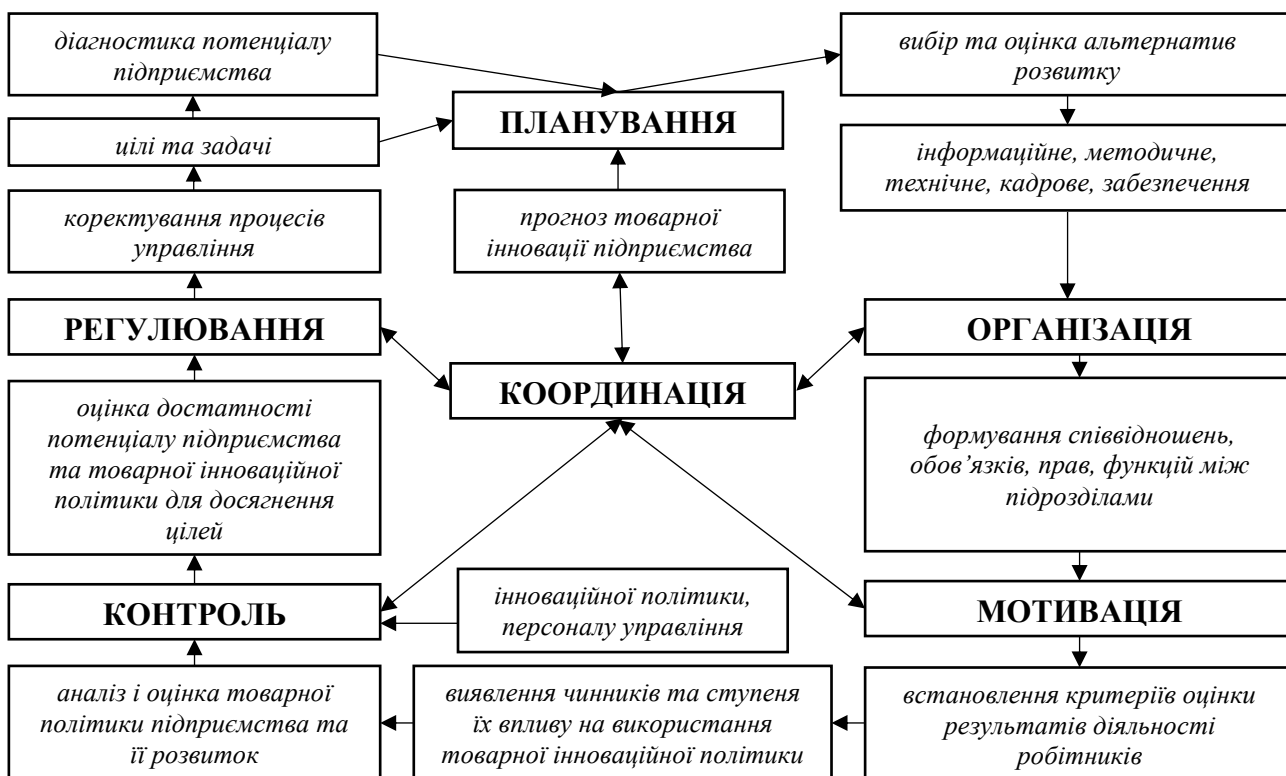 діагностика потенціалу
підприємства
вибір та оцінка альтернатив
розвитку
ПЛАНУВАННЯ
цілі та задачі
інформаційне, методичне,
технічне, кадрове, забезпечення
коректування процесів
управління
прогноз товарної
інновації підприємства
РЕГУЛЮВАННЯ
ОРГАНІЗАЦІЯ
КООРДИНАЦІЯ
оцінка достатності
потенціалу підприємства
та товарної інноваційної
політики для досягнення
цілей
формування співвідношень,
обов’язків, прав, функцій між
підрозділами
КОНТРОЛЬ
інноваційної політики,
персоналу управління
МОТИВАЦІЯ
аналіз і оцінка товарної
політики підприємства та
її розвиток
виявлення чинників та ступеня
їх впливу на використання
товарної інноваційної політики
встановлення критеріїв оцінки
результатів діяльності
робітників